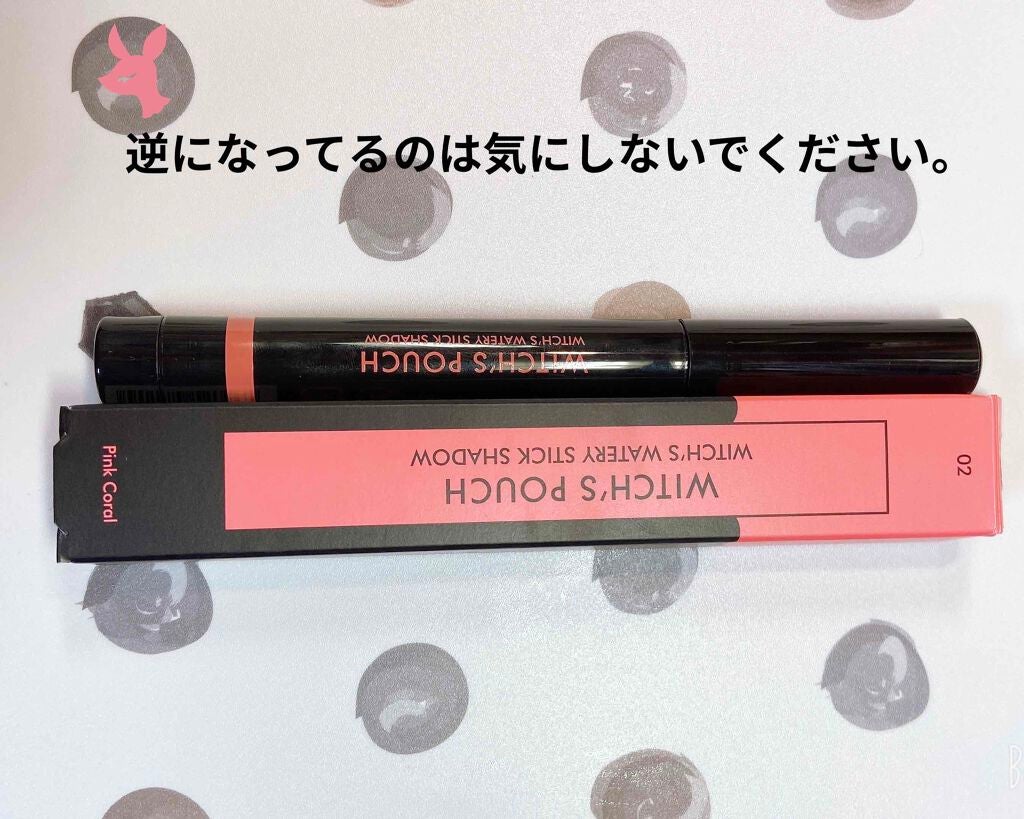 逆になってるのは気にしないでください。
WITCH'S POUCH
WITCH'S WATERY STICK SHADOW
WITCH'S POUCH
WITCH'S WATERY STICK SHADOW
02
Pink Coral